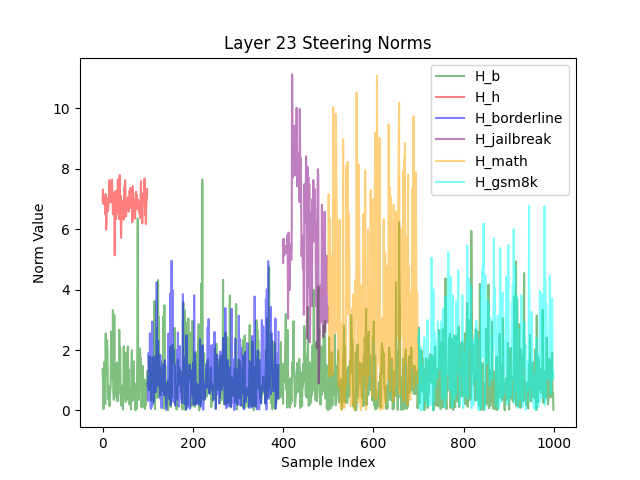 Layer 23 Steering Norms
H_b
H_h
H_borderline
H_jailbreak
H_math
H_gsm8k
Norm Value
10
8
6
4
2
0
0 200 400 600 800 1000
Sample Index